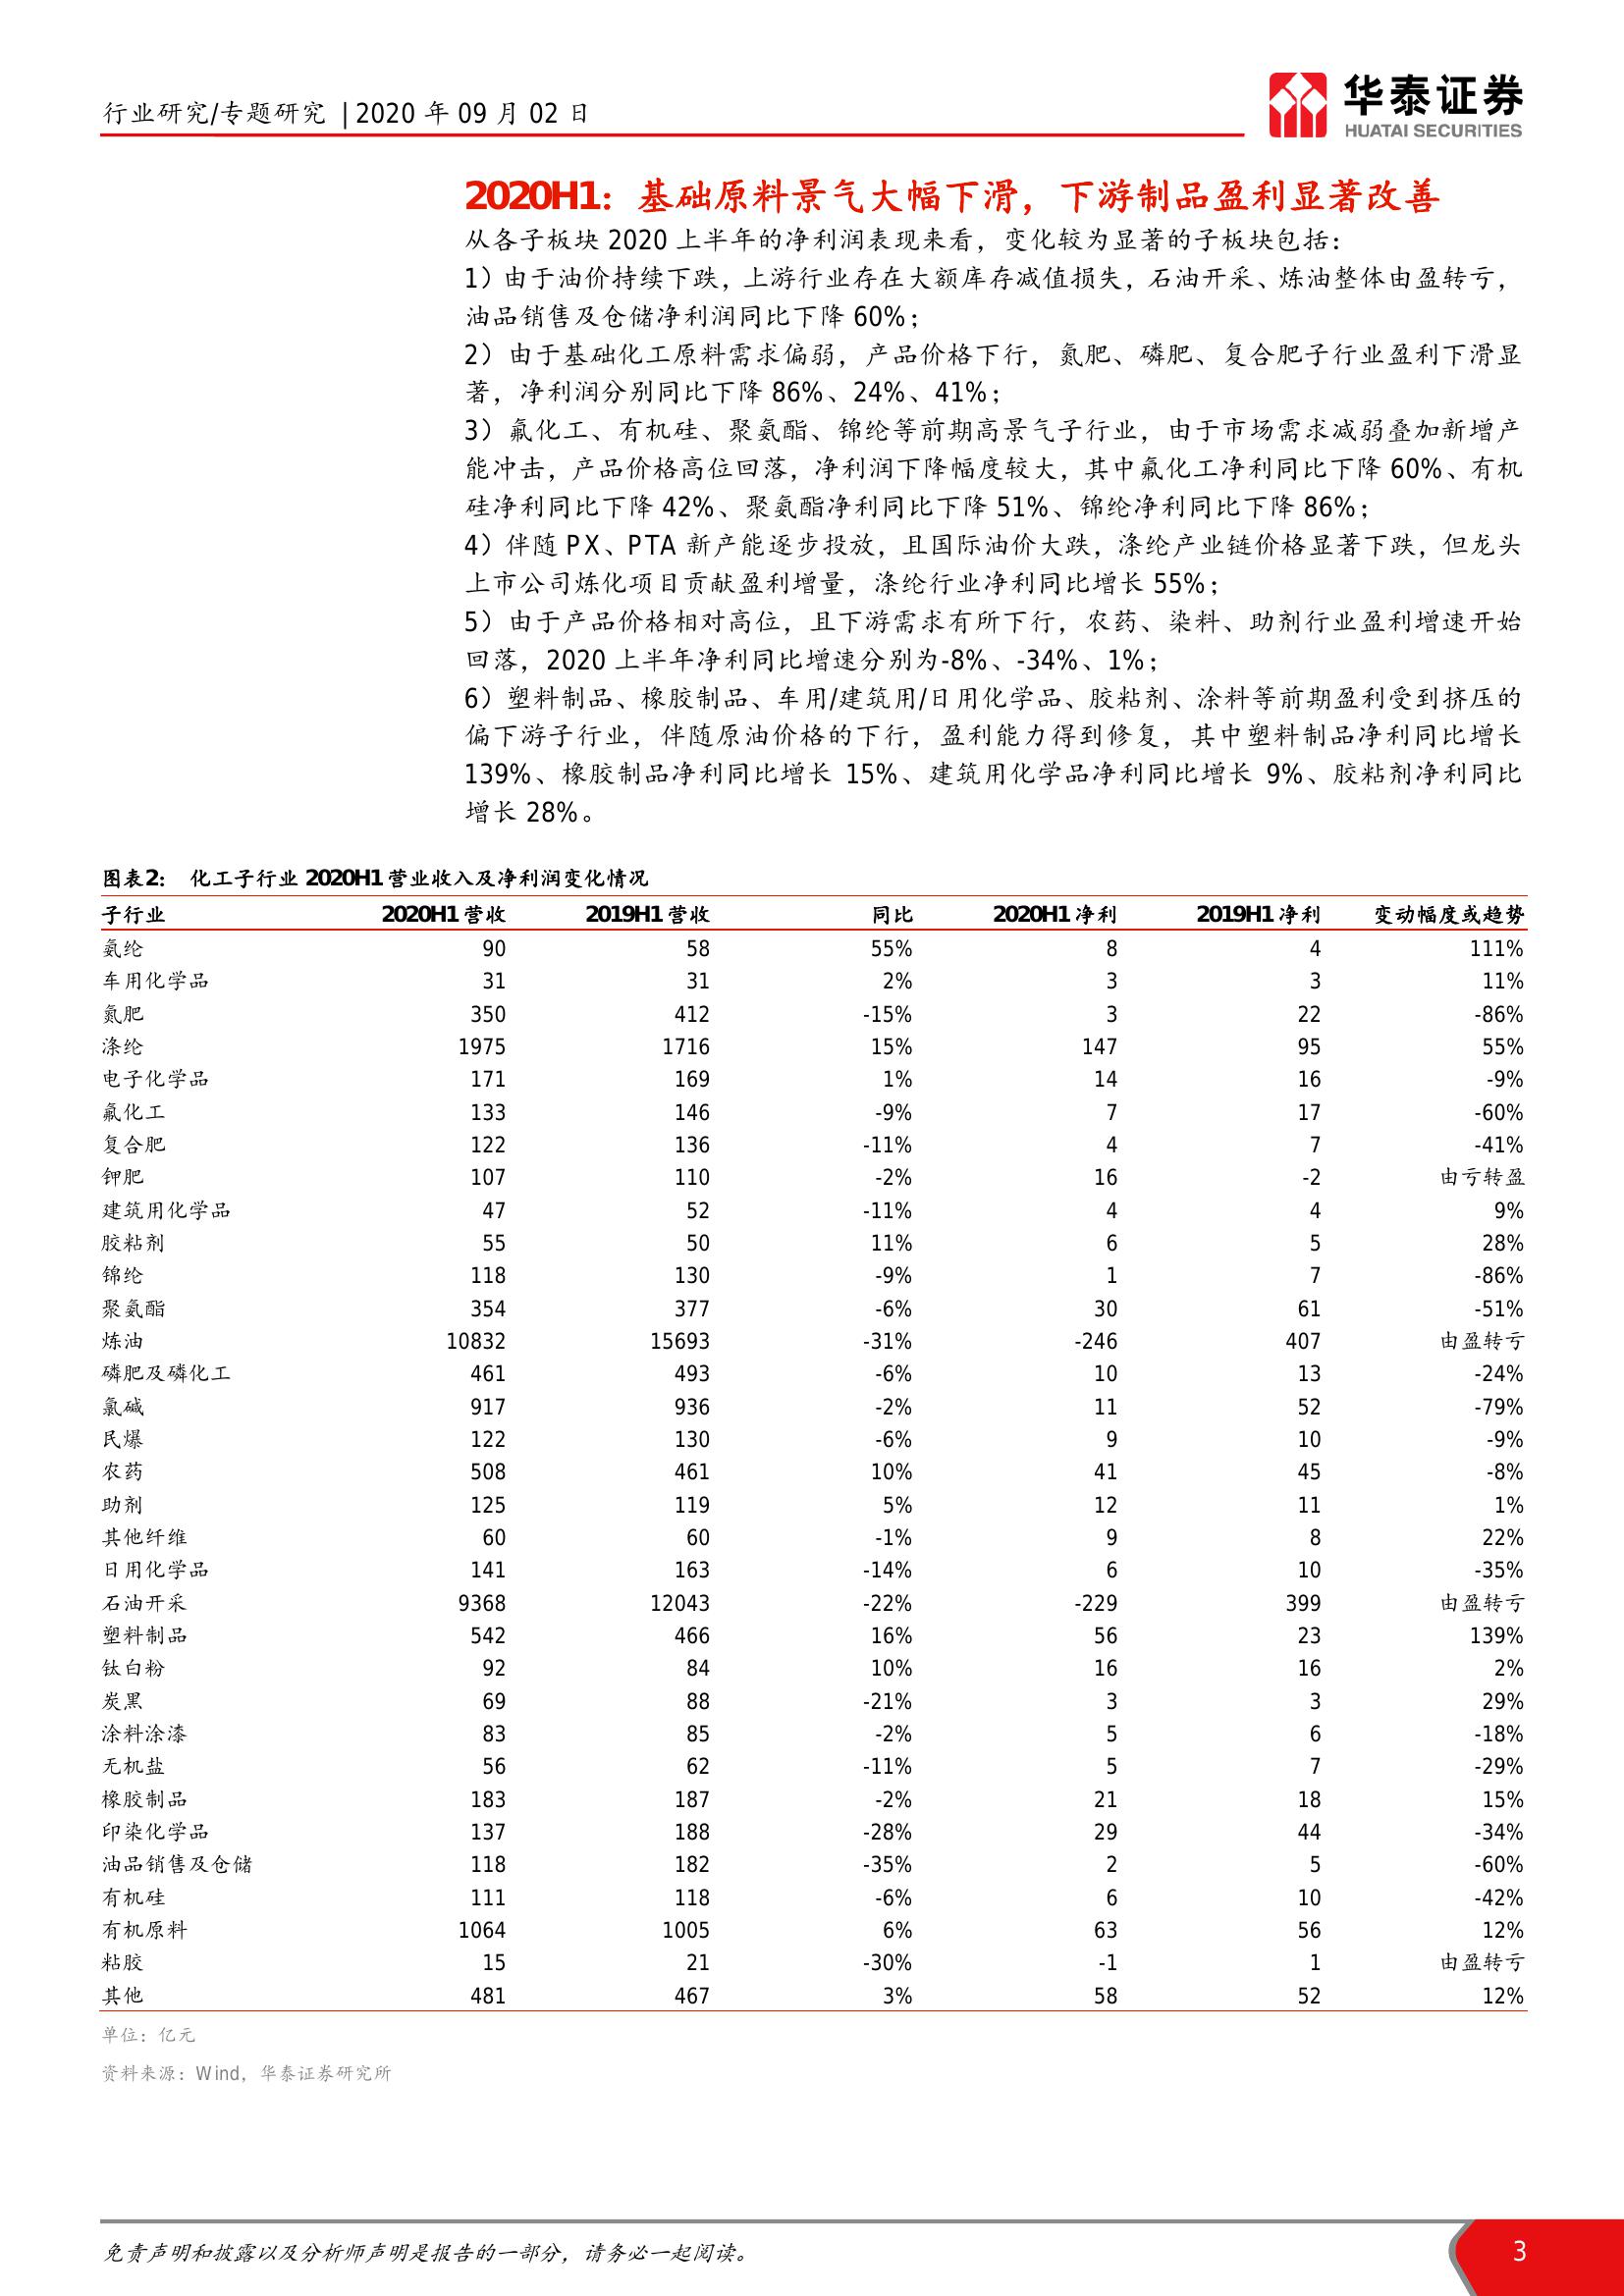 行业研究/专题研究 | 2020 年 09 月 02 日
华泰证券
HUATAI SECURITIES
2020H1：基础原料景气大幅下滑，下游制品盈利显著改善
从各子板块 2020 上半年的净利润表现来看，变化较为显著的子板块包括：
1）由于油价持续下跌，上游行业存在大额库存减值损失，石油开采、炼油整体由盈转亏，
油品销售及仓储净利润同比下降 60%；
2）由于基础化工原料需求偏弱，产品价格下行，氮肥、磷肥、复合肥子行业盈利下滑显
著，净利润分别同比下降 86%、24%、41%；
3）氟化工、有机硅、聚氨酯、锦纶等前期高景气子行业，由于市场需求减弱叠加新增产
能冲击，产品价格高位回落，净利润下降幅度较大，其中氟化工净利同比下降 60%、有机
硅净利同比下降 42%、聚氨酯净利同比下降 51%、锦纶净利同比下降 86%；
4）伴随 PX、PTA 新产能逐步投放，且国际油价大跌，涤纶产业链价格显著下跌，但龙头
上市公司炼化项目贡献盈利增量，涤纶行业净利同比增长 55%；
5）由于产品价格相对高位，且下游需求有所下行，农药、染料、助剂行业盈利增速开始
回落，2020 上半年净利同比增速分别为-8%、-34%、1%；
6）塑料制品、橡胶制品、车用/建筑用/日用化学品、胶粘剂、涂料等前期盈利受到挤压的
偏下游子行业，伴随原油价格的下行，盈利能力得到修复，其中塑料制品净利同比增长
139%、橡胶制品净利同比增长 15%、建筑用化学品净利同比增长 9%、胶粘剂净利同比
增长 28%。
图表2： 化工子行业 2020H1 营业收入及净利润变化情况
子行业 2020H1 营收 2019H1 营收 同比 2020H1 净利 2019H1 净利 变动幅度或趋势
氨纶 90 58 55% 8 4 111%
车用化学品 31 31 2% 3 3 11%
氮肥 350 412 -15% 3 22 -86%
涤纶 1975 1716 15% 147 95 55%
电子化学品 171 169 1% 14 16 -9%
氟化工 133 146 -9% 7 17 -60%
复合肥 122 136 -11% 4 7 -41%
钾肥 107 110 -2% 16 -2 由亏转盈
建筑用化学品 47 52 -11% 4 4 9%
胶粘剂 55 50 11% 6 5 28%
锦纶 118 130 -9% 1 7 -86%
聚氨酯 354 377 -6% 30 61 -51%
炼油 10832 15693 -31% -246 407 由盈转亏
磷肥及磷化工 461 493 -6% 10 13 -24%
氯碱 917 936 -2% 11 52 -79%
民爆 122 130 -6% 9 10 -9%
农药 508 461 10% 41 45 -8%
助剂 125 119 5% 12 11 1%
其他纤维 60 60 -1% 9 8 22%
日用化学品 141 163 -14% 6 10 -35%
石油开采 9368 12043 -22% -229 399 由盈转亏
塑料制品 542 466 16% 56 23 139%
钛白粉 92 84 10% 16 16 2%
炭黑 69 88 -21% 3 3 29%
涂料涂漆 83 85 -2% 5 6 -18%
无机盐 56 62 -11% 5 7 -29%
橡胶制品 183 187 -2% 21 18 15%
印染化学品 137 188 -28% 29 44 -34%
油品销售及仓储 118 182 -35% 2 5 -60%
有机硅 111 118 -6% 6 10 -42%
有机原料 1064 1005 6% 63 56 12%
粘胶 15 21 -30% -1 1 由盈转亏
其他 481 467 3% 58 52 12%
单位：亿元
资料来源：Wind，华泰证券研究所
免责声明和披露以及分析师声明是报告的一部分，请务必一起阅读。
3